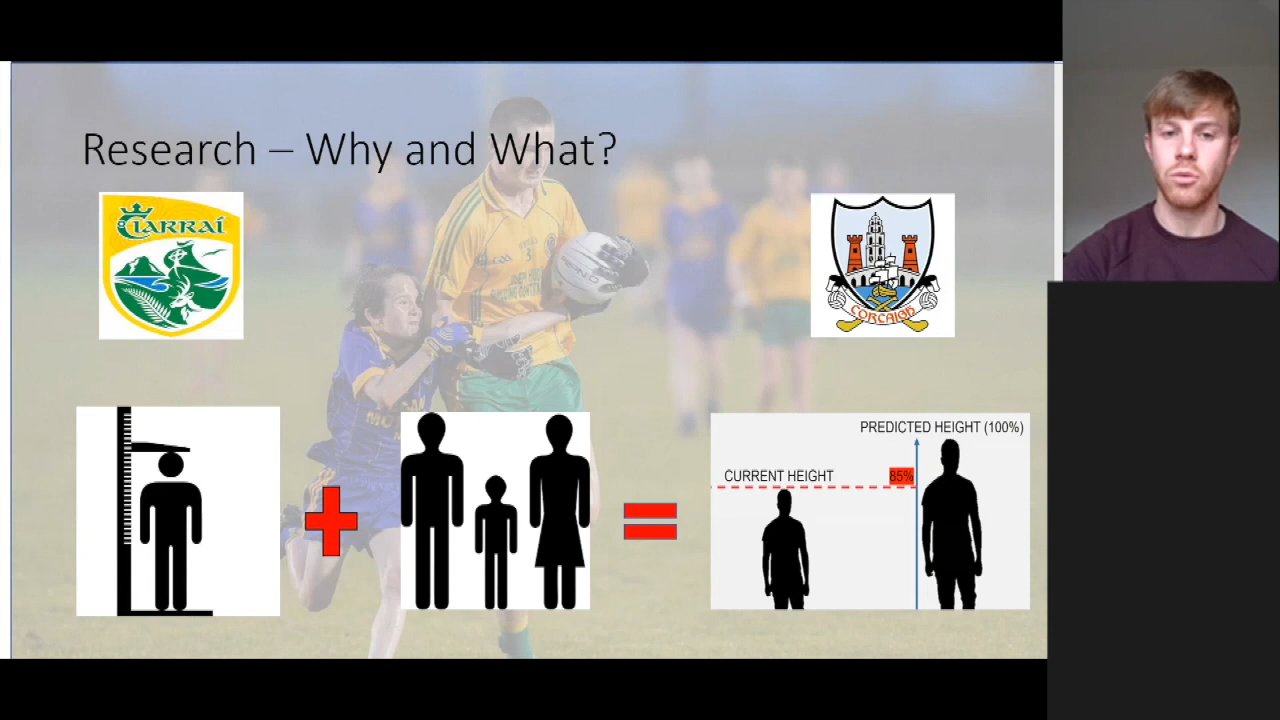 Research – Why and What?
CIARRAÍ
CORCAIGH
PREDICTED HEIGHT (100%)
CURRENT HEIGHT
85%